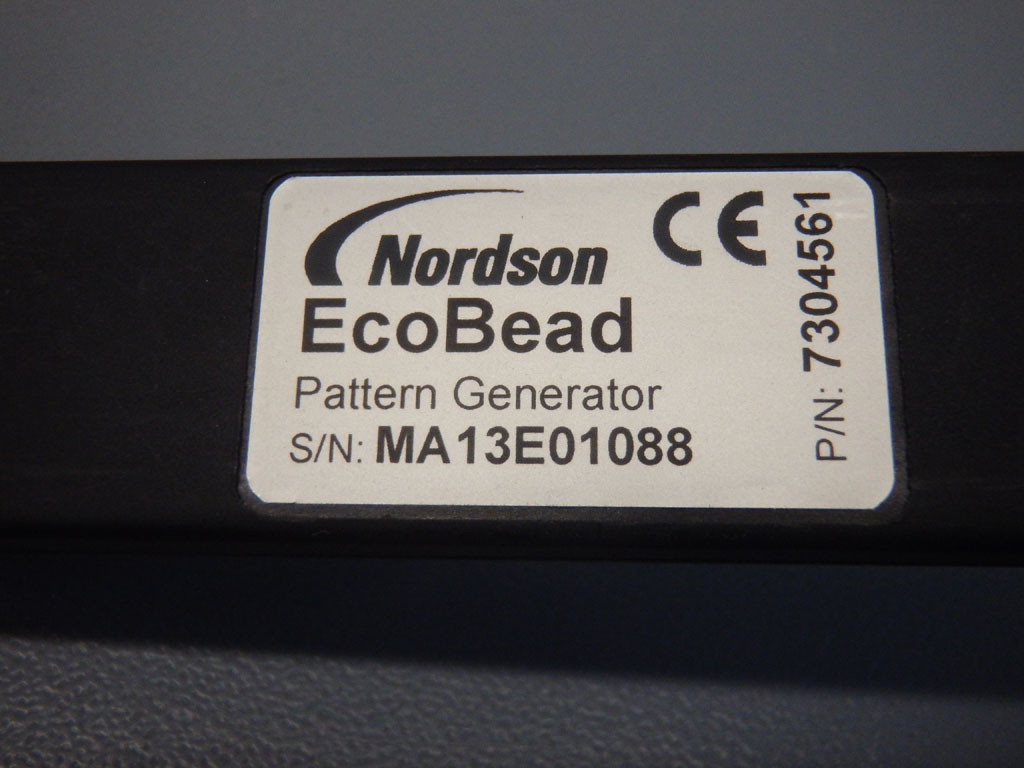 Nordson
CE
EcoBead
Pattern Generator
S/N: MA13E01088
P/N: 7304561